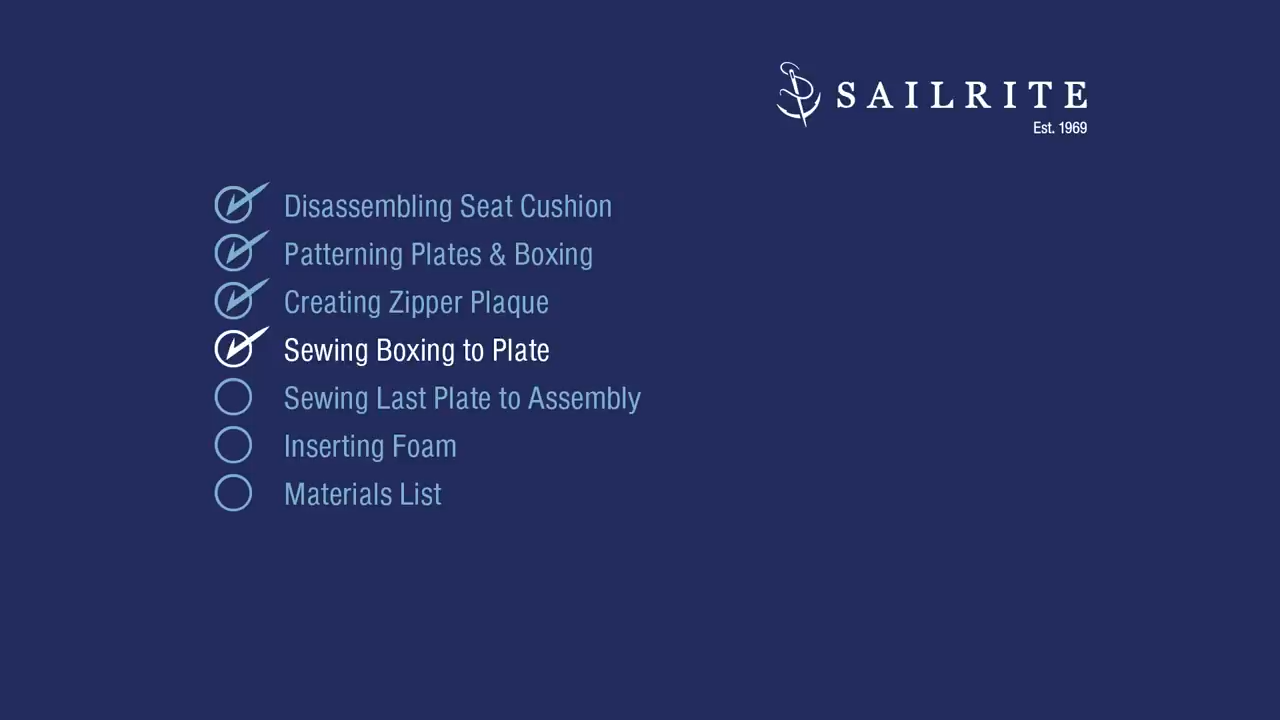 SAILRITE
Est. 1969
Disassembling Seat Cushion
Patterning Plates & Boxing
Creating Zipper Plaque
Sewing Boxing to Plate
Sewing Last Plate to Assembly
Inserting Foam
Materials List